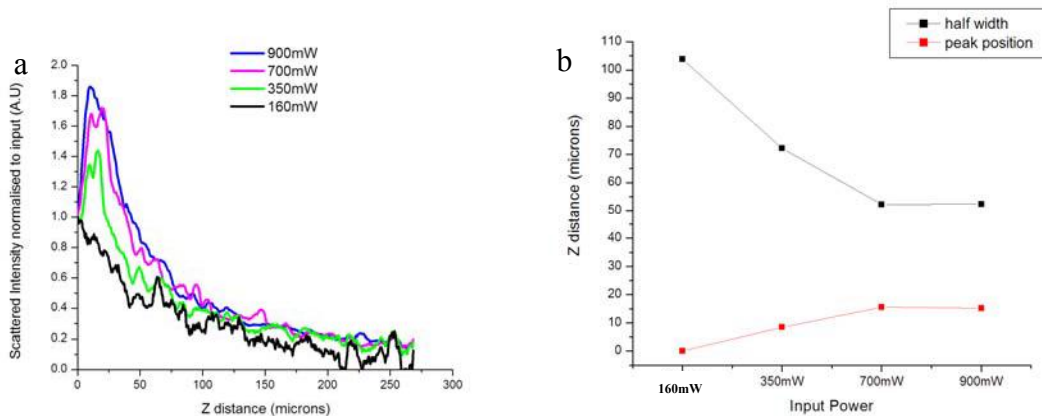 a
900mW
700mW
350mW
160mW
Scattered Intensity normalised to input (A.U)
2.0
1.8
1.6
1.4
1.2
1.0
0.8
0.6
0.4
0.2
0.0
0 50 100 150 200 250 300
Z distance (microns)
b
half width
peak position
Z distance (microns)
110
100
90
80
70
60
50
40
30
20
10
0
160mW 350mW 700mW 900mW
Input Power